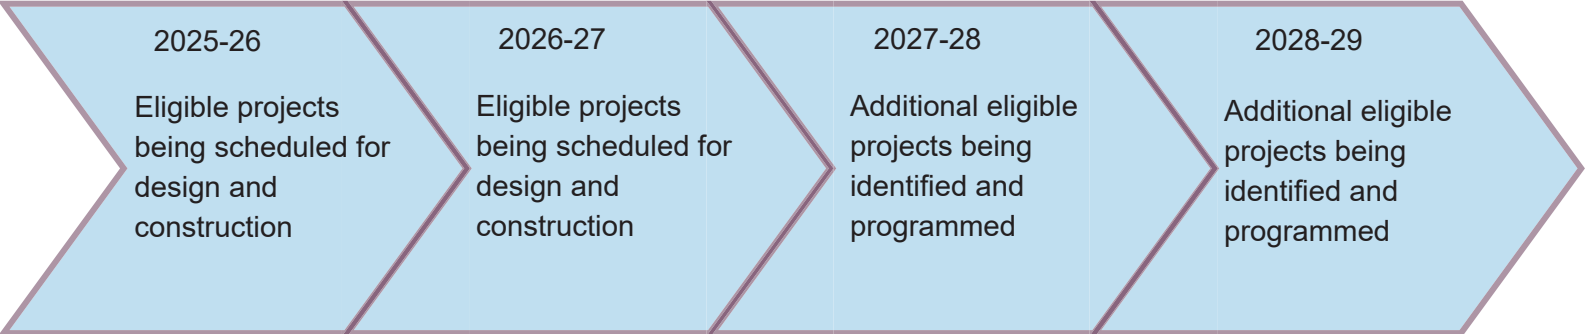 2025-26
Eligible projects
being scheduled for
design and
construction
2026-27
Eligible projects
being scheduled for
design and
construction
2027-28
Additional eligible
projects being
identified and
programmed
2028-29
Additional eligible
projects being
identified and
programmed